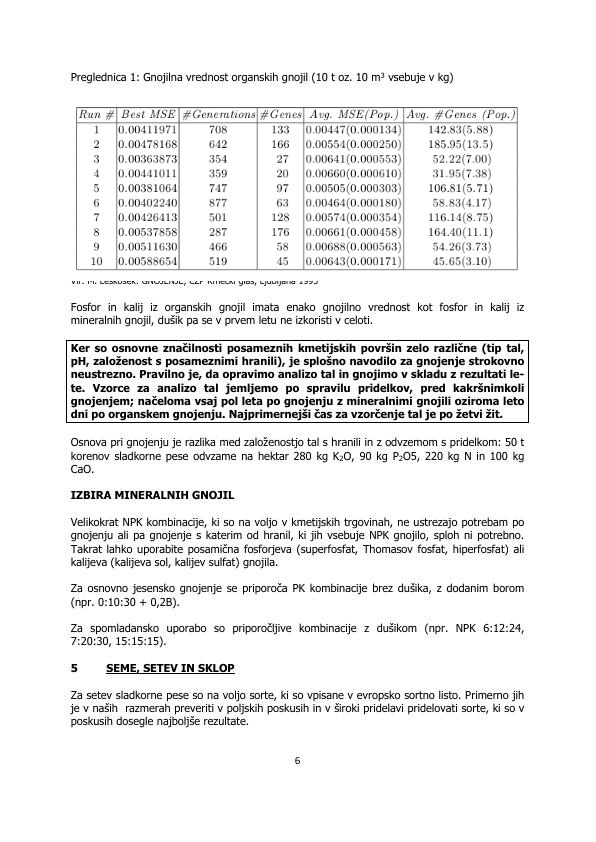 Preglednica 1: Gnojilna vrednost organskih gnojil (10 t oz. 10 m³ vsebuje v kg)
Run # Best MSE #Generations #Genes Avg. MSE(Pop.) Avg. #Genes (Pop.)
1 0.00411971 708 133 0.00447(0.000134) 142.83(5.88)
2 0.00478168 642 166 0.00554(0.000250) 185.95(13.5)
3 0.00363873 354 27 0.00641(0.000553) 52.22(7.00)
4 0.00441011 359 20 0.00660(0.000610) 31.95(7.38)
5 0.00381064 747 97 0.00505(0.000303) 106.81(5.71)
6 0.00402240 877 63 0.00464(0.000180) 58.83(4.17)
7 0.00426413 501 128 0.00574(0.000354) 116.14(8.75)
8 0.00537858 287 176 0.00661(0.000458) 164.40(11.1)
9 0.00511630 466 58 0.00688(0.000563) 54.26(3.73)
10 0.00588654 519 45 0.00643(0.000171) 45.65(3.10)
Vir: M. Leskošek: GNOJENJE, ČZP Kmečki glas, Ljubljana 1993
Fosfor in kalij iz organskih gnojil imata enako gnojilno vrednost kot fosfor in kalij iz
mineralnih gnojil, dušik pa se v prvem letu ne izkoristi v celoti.
Ker so osnovne značilnosti posameznih kmetijskih površin zelo različne (tip tal,
pH, založenost s posameznimi hranili), je splošno navodilo za gnojenje strokovno
neustrezno. Pravilno je, da opravimo analizo tal in gnojimo v skladu z rezultati le-
te. Vzorce za analizo tal jemljemo po spravilu pridelkov, pred kakršnimkoli
gnojenjem; načeloma vsaj pol leta po gnojenju z mineralnimi gnojili oziroma leto
dni po organskem gnojenju. Najprimernejši čas za vzorčenje tal je po žetvi žit.
Osnova pri gnojenju je razlika med založenostjo tal s hranili in z odvzemom s pridelkom: 50 t
korenov sladkorne pese odvzame na hektar 280 kg K₂O, 90 kg P₂O5, 220 kg N in 100 kg
CaO.
IZBIRA MINERALNIH GNOJIL
Velikokrat NPK kombinacije, ki so na voljo v kmetijskih trgovinah, ne ustrezajo potrebam po
gnojenju ali pa gnojenje s katerim od hranil, ki jih vsebuje NPK gnojilo, sploh ni potrebno.
Takrat lahko uporabite posamična fosforjeva (superfosfat, Thomasov fosfat, hiperfosfat) ali
kalijeva (kalijeva sol, kalijev sulfat) gnojila.
Za osnovno jesensko gnojenje se priporoča PK kombinacije brez dušika, z dodanim borom
(npr. 0:10:30 + 0,2B).
Za spomladansko uporabo so priporočljive kombinacije z dušikom (npr. NPK 6:12:24,
7:20:30, 15:15:15).
5 SEME, SETEV IN SKLOP
Za setev sladkorne pese so na voljo sorte, ki so vpisane v evropsko sortno listo. Primerno jih
je v naših razmerah preveriti v poljskih poskusih in v široki pridelavi pridelovati sorte, ki so v
poskusih dosegle najboljše rezultate.
6